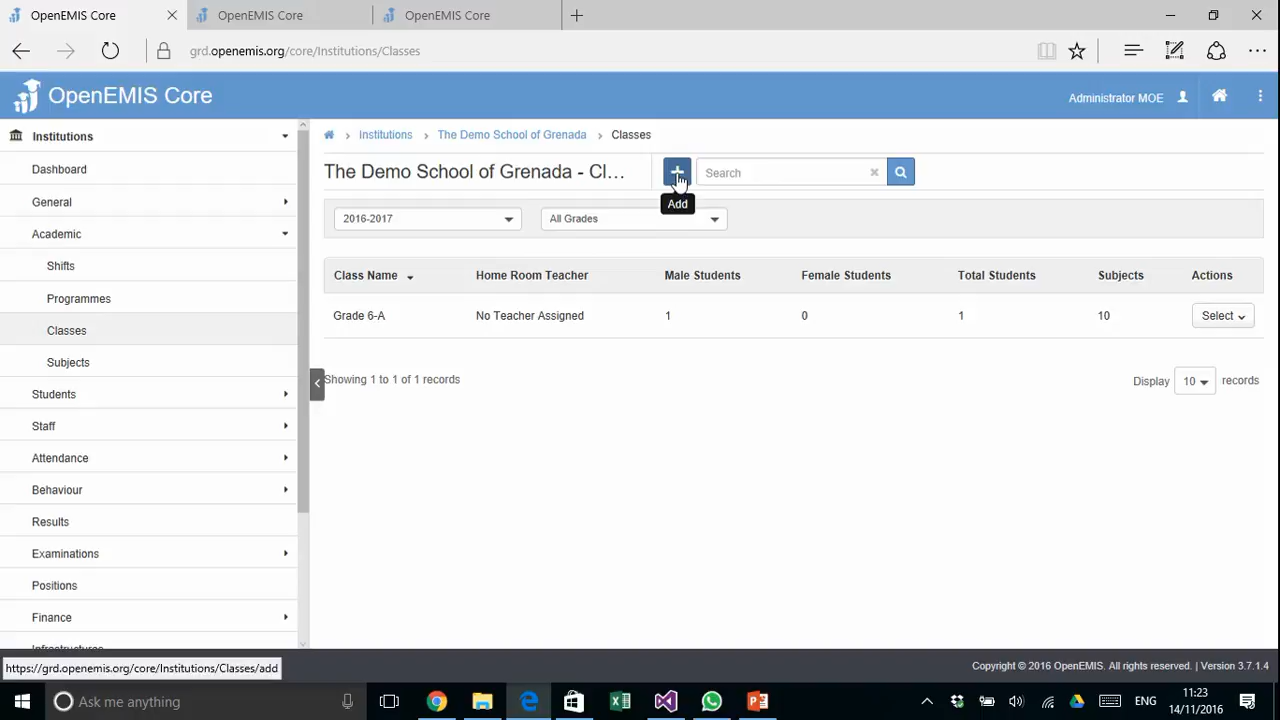 OpenEMIS Core
OpenEMIS Core
OpenEMIS Core
grd.openemis.org/core/Institutions/Classes
OpenEMIS Core
Administrator MOE
Institutions
Dashboard
General
Academic
Shifts
Programmes
Classes
Subjects
Students
Staff
Attendance
Behaviour
Results
Examinations
Positions
Finance
Infrastructures
Institutions > The Demo School of Grenada > Classes
The Demo School of Grenada - Cl...
Search
Add
2016-2017
All Grades
Class Name Home Room Teacher Male Students Female Students Total Students Subjects Actions
Grade 6-A No Teacher Assigned 1 0 1 10 Select
Showing 1 to 1 of 1 records
Display 10 records
https://grd.openemis.org/core/Institutions/Classes/add
Copyright © 2016 OpenEMIS. All rights reserved. | Version 3.7.1.4
Ask me anything
ENG
11:23
14/11/2016